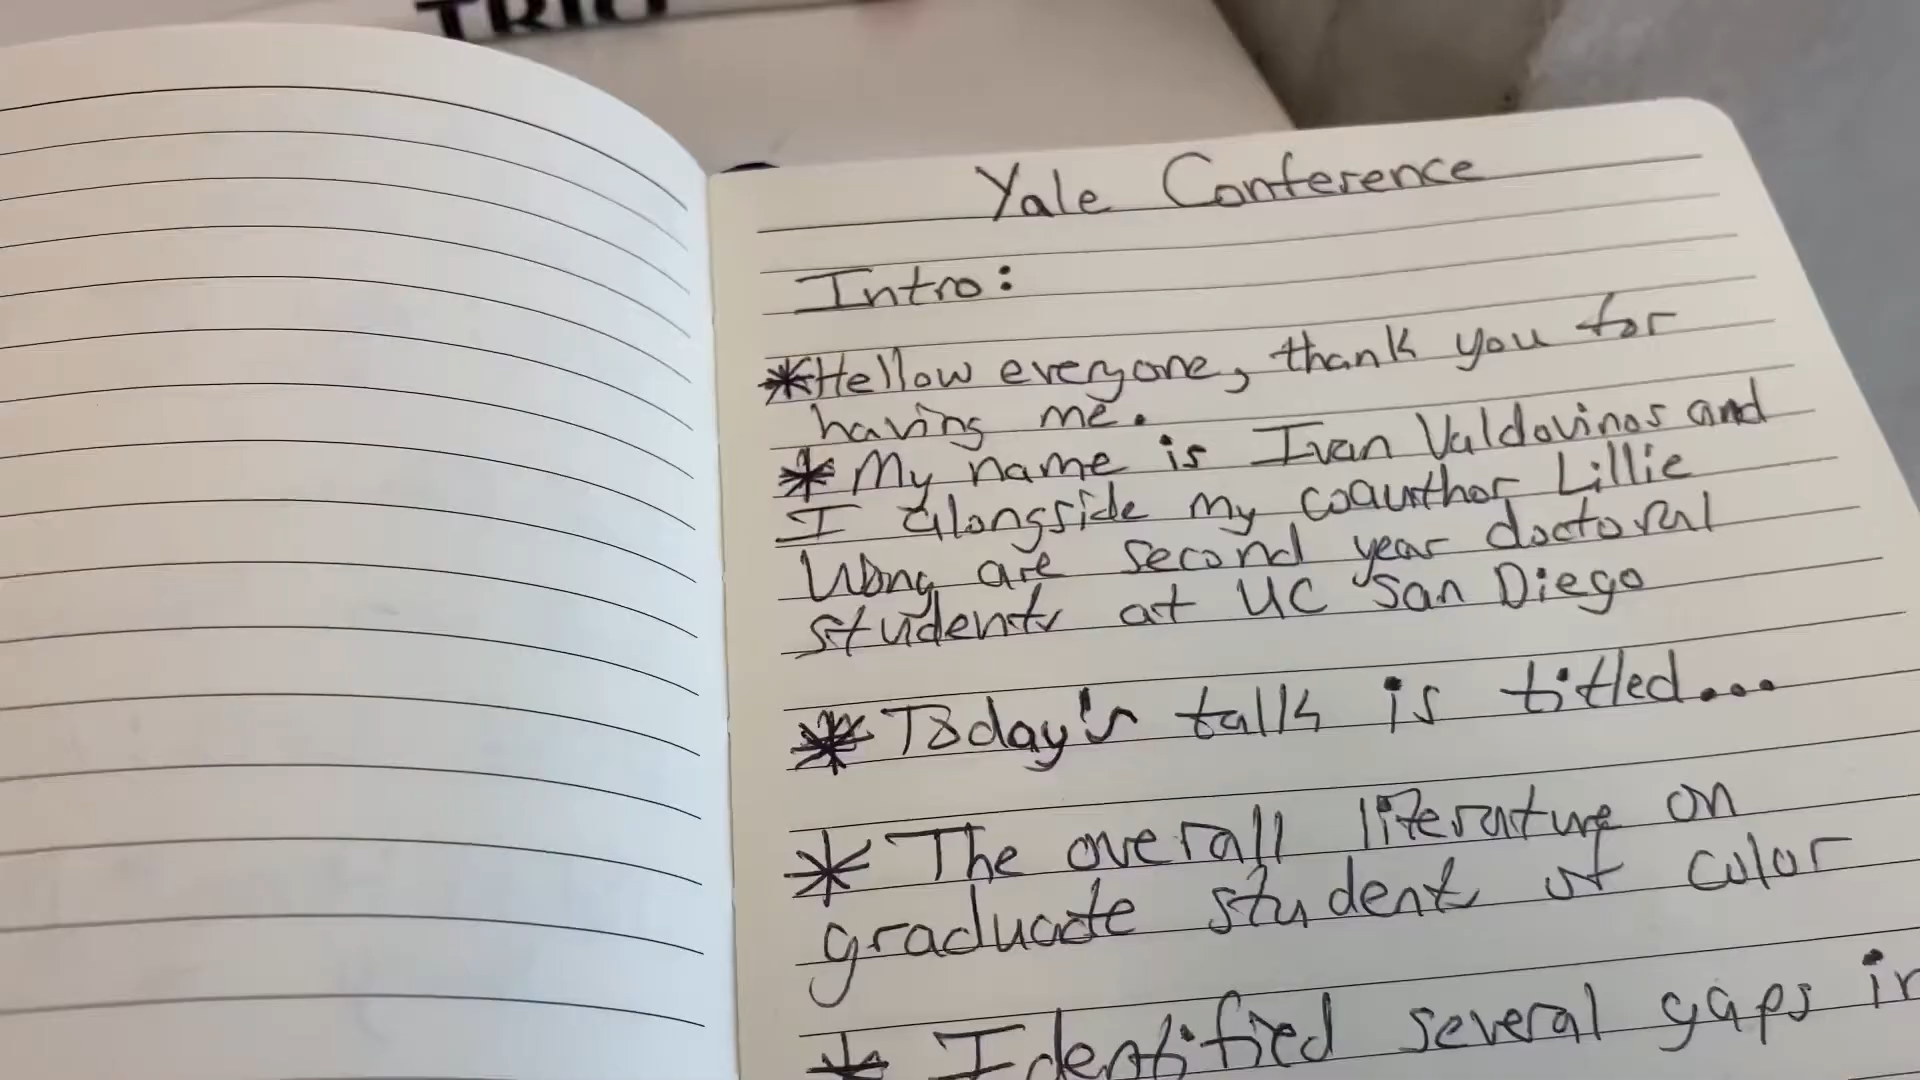 TRIO
Yale Conference
Intro:
*Hellow everyone, thank you for
having me.
* My name is Ivan Valdovinos and
I alongside my coauthor Lillie
Wong are second year doctoral
students at UC San Diego
* Today's talk is titled...
* The overall literature on
graduate students of color
* Identified several gaps in